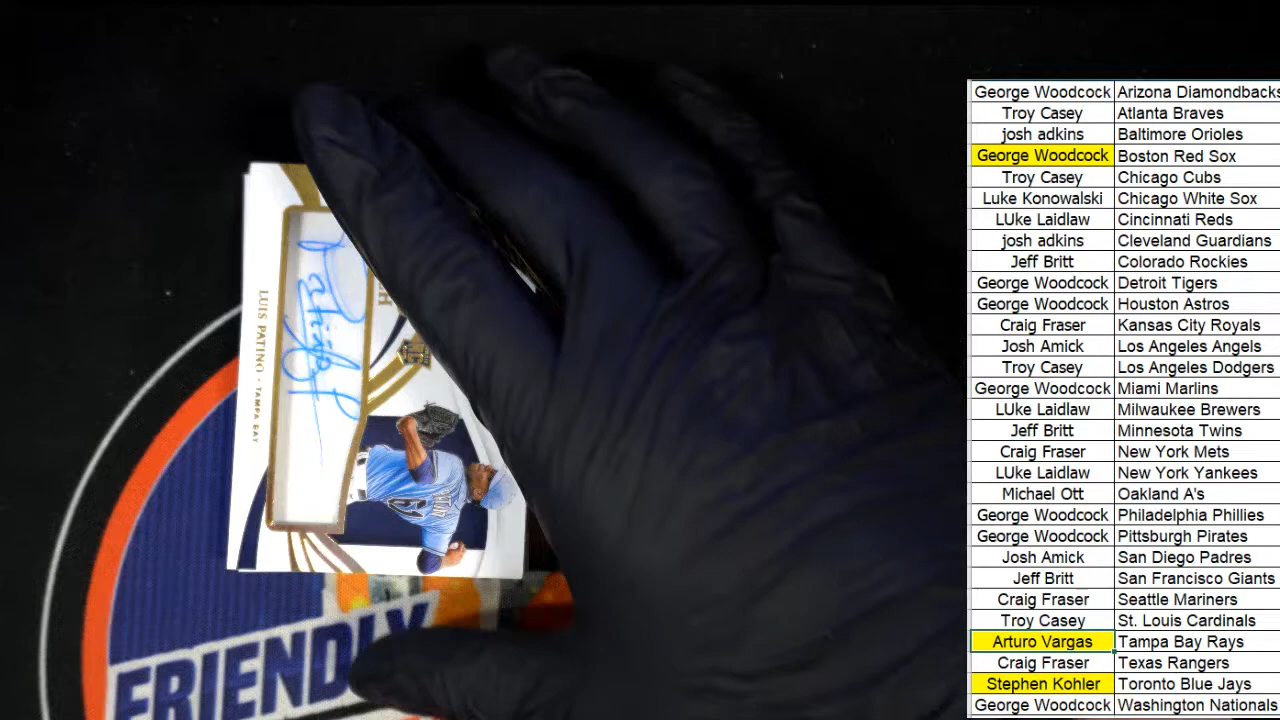 LUIS PATIÑO · TAMPA BAY
FRIENDLY
George Woodcock Arizona Diamondbacks
Troy Casey Atlanta Braves
josh adkins Baltimore Orioles
George Woodcock Boston Red Sox
Troy Casey Chicago Cubs
Luke Konowalski Chicago White Sox
LUke Laidlaw Cincinnati Reds
josh adkins Cleveland Guardians
Jeff Britt Colorado Rockies
George Woodcock Detroit Tigers
George Woodcock Houston Astros
Craig Fraser Kansas City Royals
Josh Amick Los Angeles Angels
Troy Casey Los Angeles Dodgers
George Woodcock Miami Marlins
LUke Laidlaw Milwaukee Brewers
Jeff Britt Minnesota Twins
Craig Fraser New York Mets
LUke Laidlaw New York Yankees
Michael Ott Oakland A's
George Woodcock Philadelphia Phillies
George Woodcock Pittsburgh Pirates
Josh Amick San Diego Padres
Jeff Britt San Francisco Giants
Craig Fraser Seattle Mariners
Troy Casey St. Louis Cardinals
Arturo Vargas Tampa Bay Rays
Craig Fraser Texas Rangers
Stephen Kohler Toronto Blue Jays
George Woodcock Washington Nationals